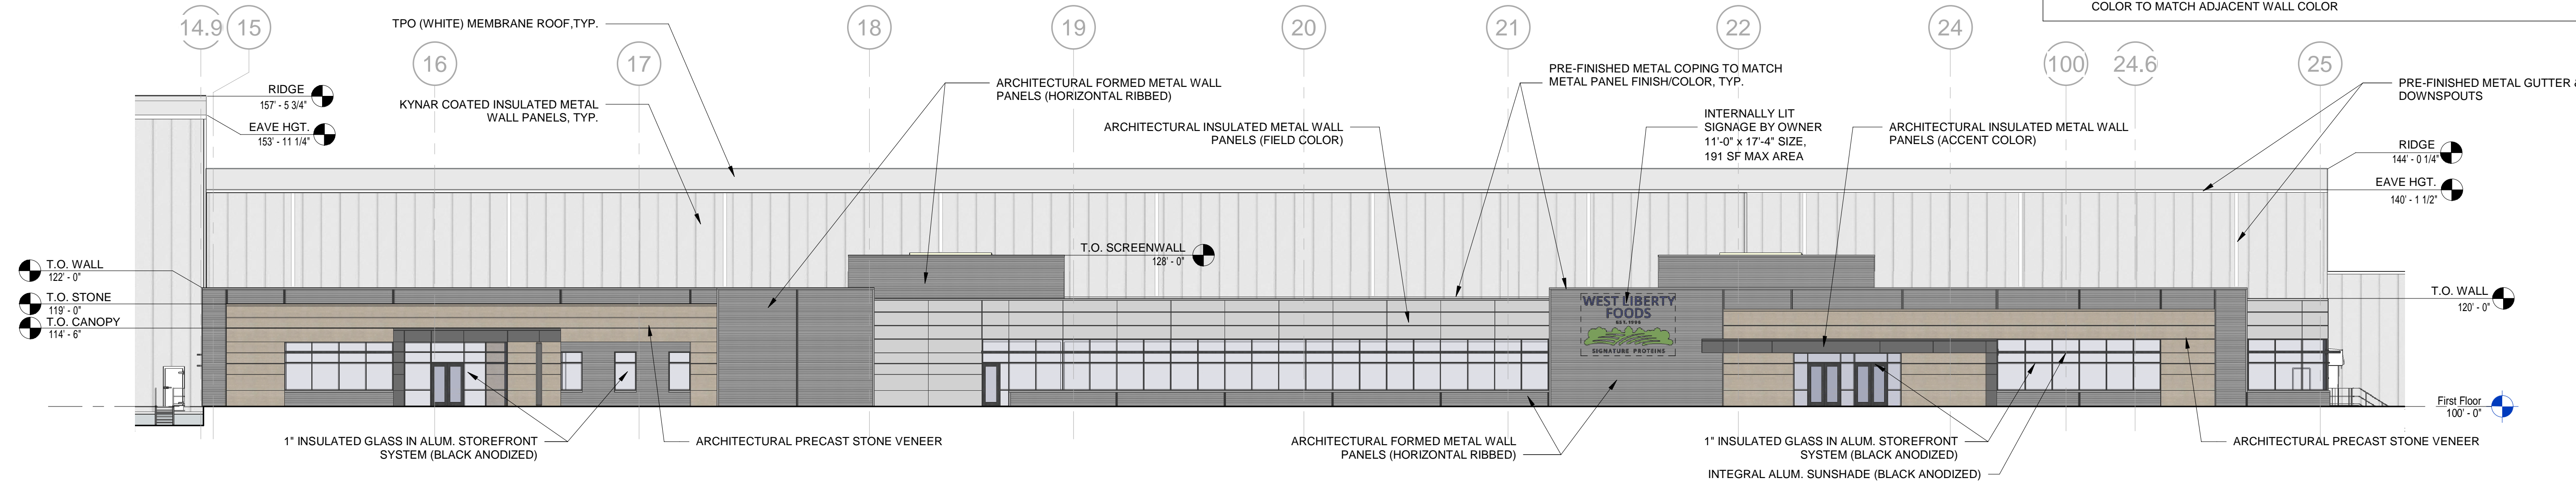 COLOR TO MATCH ADJACENT WALL COLOR
14.9
15
16
17
18
19
20
21
22
24
100
24.6
25
TPO (WHITE) MEMBRANE ROOF,TYP.
RIDGE
157' - 5 3/4"
EAVE HGT.
153' - 11 1/4"
KYNAR COATED INSULATED METAL
WALL PANELS, TYP.
ARCHITECTURAL FORMED METAL WALL
PANELS (HORIZONTAL RIBBED)
ARCHITECTURAL INSULATED METAL WALL
PANELS (FIELD COLOR)
PRE-FINISHED METAL COPING TO MATCH
METAL PANEL FINISH/COLOR, TYP.
INTERNALLY LIT
SIGNAGE BY OWNER
11'-0" x 17'-4" SIZE,
191 SF MAX AREA
ARCHITECTURAL INSULATED METAL WALL
PANELS (ACCENT COLOR)
PRE-FINISHED METAL GUTTER &
DOWNSPOUTS
RIDGE
144' - 0 1/4"
EAVE HGT.
140' - 1 1/2"
T.O. SCREENWALL
128' - 0"
T.O. WALL
122' - 0"
T.O. STONE
119' - 0"
T.O. CANOPY
114' - 6"
WEST LIBERTY
FOODS
EST. 1996
SIGNATURE PROTEINS
T.O. WALL
120' - 0"
First Floor
100' - 0"
1" INSULATED GLASS IN ALUM. STOREFRONT
SYSTEM (BLACK ANODIZED)
ARCHITECTURAL PRECAST STONE VENEER
ARCHITECTURAL FORMED METAL WALL
PANELS (HORIZONTAL RIBBED)
1" INSULATED GLASS IN ALUM. STOREFRONT
SYSTEM (BLACK ANODIZED)
INTEGRAL ALUM. SUNSHADE (BLACK ANODIZED)
ARCHITECTURAL PRECAST STONE VENEER